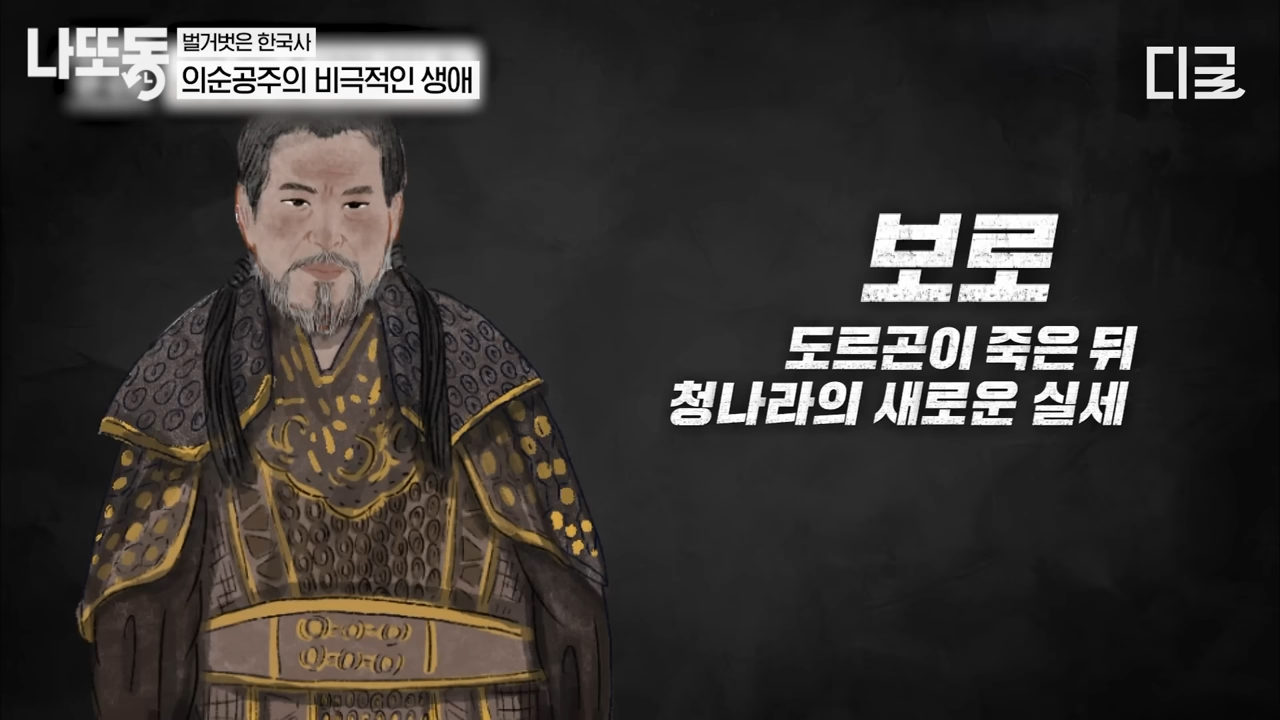 나또동
벌거벗은 한국사
의순공주의 비극적인 생애
디글
보로
도르곤이 죽은 뒤
청나라의 새로운 실세